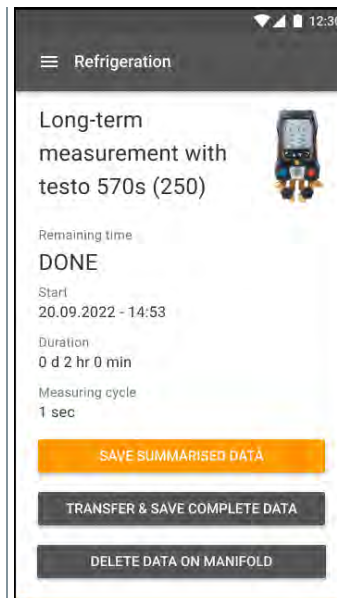 12:30
Refrigeration
Long-term
measurement with
testo 570s (250)
Remaining time
DONE
Start
20.09.2022 - 14:53
Duration
0 d 2 hr 0 min
Measuring cycle
1 sec
SAVE SUMMARISED DATA
TRANSFER & SAVE COMPLETE DATA
DELETE DATA ON MANIFOLD